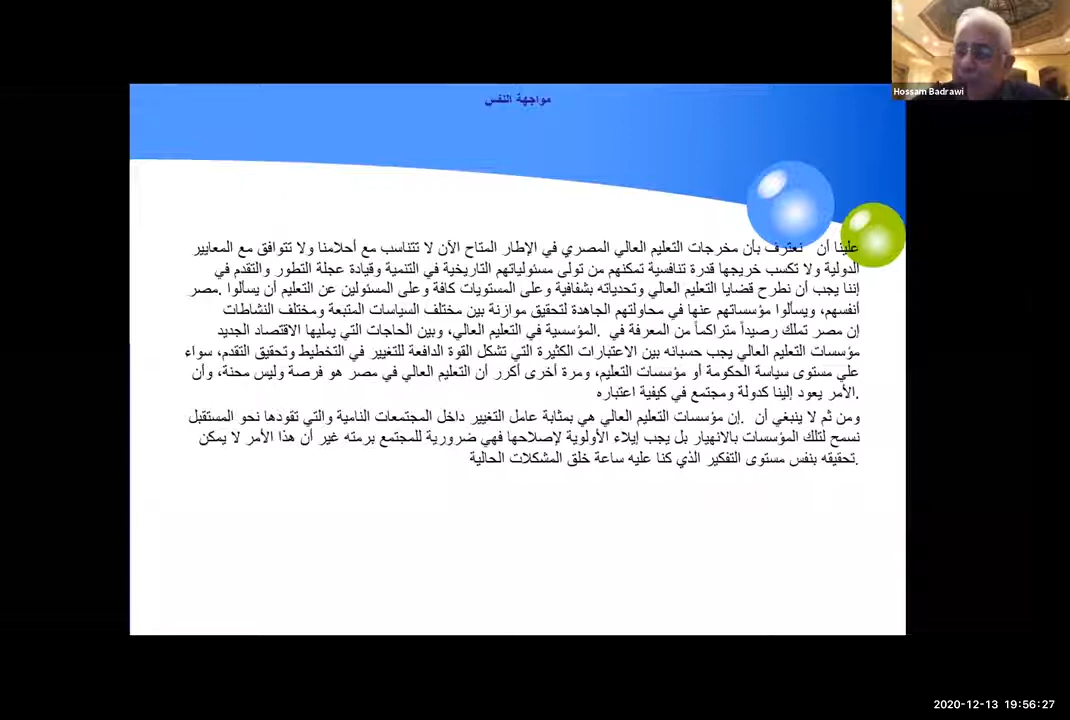 Hossam Badrawi
مواجهة النفس
علينا أن نعترف بأن مخرجات التعليم العالي المصري في الإطار المتاح الآن لا تتناسب مع أحلامنا ولا تتوافق مع المعايير
الدولية ولا تكسب خريجها قدرة تنافسية تمكنهم من تولى مسئولياتهم التاريخية في التنمية وقيادة عجلة التطور والتقدم في
إننا يجب أن نطرح قضايا التعليم العالي وتحدياته بشفافية وعلى المستويات كافة وعلى المسئولين عن التعليم أن يسألوا .مصر
أنفسهم، ويسألوا مؤسساتهم عنها في محاولتهم الجاهدة لتحقيق موازنة بين مختلف السياسات المتبعة ومختلف النشاطات
إن مصر تملك رصيداً متراكماً من المعرفة في .المؤسسية في التعليم العالي، وبين الحاجات التي يمليها الاقتصاد الجديد
مؤسسات التعليم العالي يجب حسبانه بين الاعتبارات الكثيرة التي تشكل القوة الدافعة للتغيير في التخطيط وتحقيق التقدم، سواء
علي مستوى سياسة الحكومة أو مؤسسات التعليم، ومرة أخرى أكرر أن التعليم العالي في مصر هو فرصة وليس محنة، وأن
.الأمر يعود إلينا كدولة ومجتمع في كيفية اعتباره
ومن ثم لا ينبغي أن .إن مؤسسات التعليم العالي هي بمثابة عامل التغيير داخل المجتمعات النامية والتي تقودها نحو المستقبل
نسمح لتلك المؤسسات بالانهيار بل يجب إيلاء الأولوية لإصلاحها فهي ضرورية للمجتمع برمته غير أن هذا الأمر لا يمكن
.تحقيقه بنفس مستوى التفكير الذي كنا عليه ساعة خلق المشكلات الحالية
2020-12-13 19:56:27